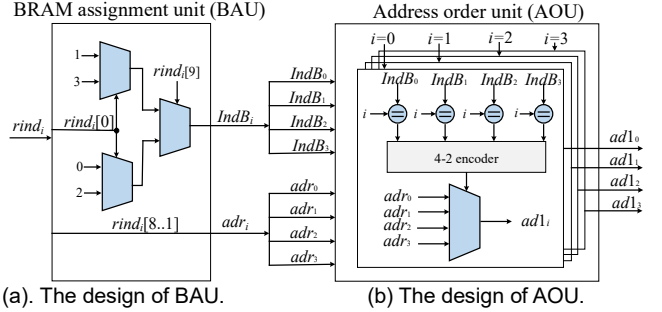 BRAM assignment unit (BAU)
1
3
rind_i[9]
rind_i
rind_i[0]
IndB_i
0
2
rind_i[8..1]
adr_i
(a). The design of BAU.
IndB_0
IndB_1
IndB_2
IndB_3
adr_0
adr_1
adr_2
adr_3
Address order unit (AOU)
i=0 i=1 i=2 i=3
IndB_0 IndB_1 IndB_2 IndB_3
i = i = i = i =
4-2 encoder
adr_0
adr_1
adr_2
adr_3
ad1_i
ad1_0
ad1_1
ad1_2
ad1_3
(b) The design of AOU.